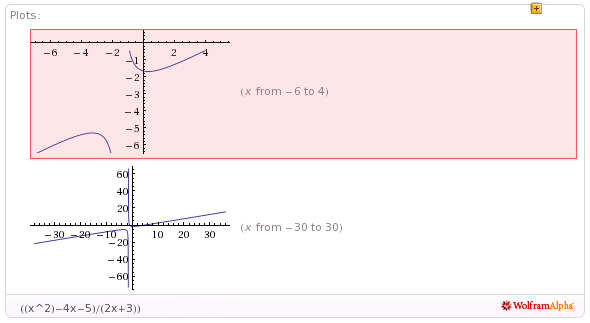 Plots:
−6 −4 −2 2 4
−1
−2
−3
−4
−5
−6
(x from −6 to 4)
60
40
20
−30 −20 −10 10 20 30
−20
−40
−60
(x from −30 to 30)
((x^2)−4x−5)/(2x+3))
WolframAlpha